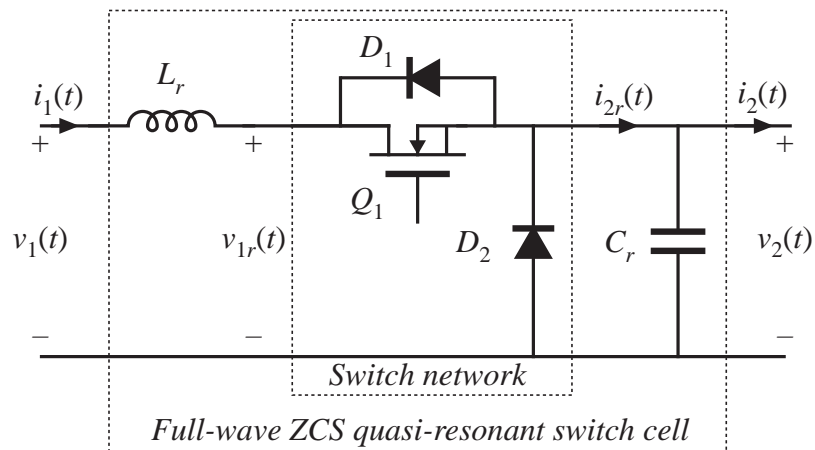 D₁
Lᵣ
i₁(t)
i₂ᵣ(t)
i₂(t)
+
+
+
Q₁
v₁(t)
v₁ᵣ(t)
D₂
Cᵣ
v₂(t)
–
–
–
Switch network
Full-wave ZCS quasi-resonant switch cell